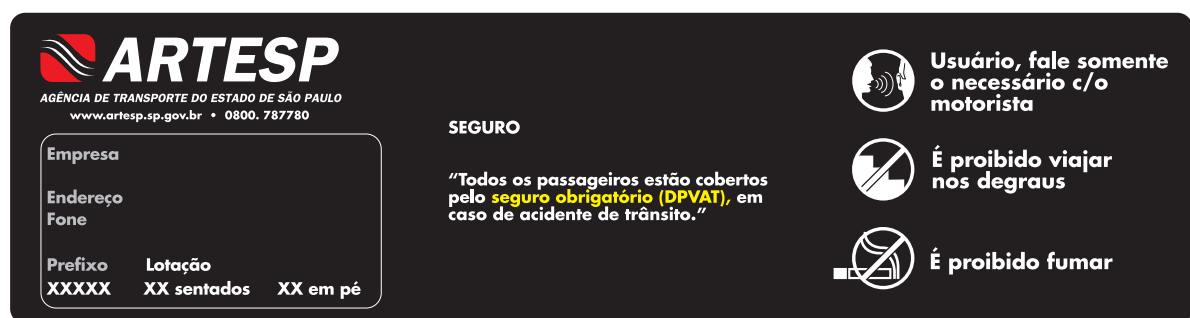 ARTESP
AGÊNCIA DE TRANSPORTE DO ESTADO DE SÃO PAULO
www.artesp.sp.gov.br • 0800. 787780
Empresa
Endereço
Fone
Prefixo Lotação
XXXXX XX sentados XX em pé
SEGURO
"Todos os passageiros estão cobertos
pelo seguro obrigatório (DPVAT), em
caso de acidente de trânsito."
Usuário, fale somente
o necessário c/o
motorista
É proibido viajar
nos degraus
É proibido fumar